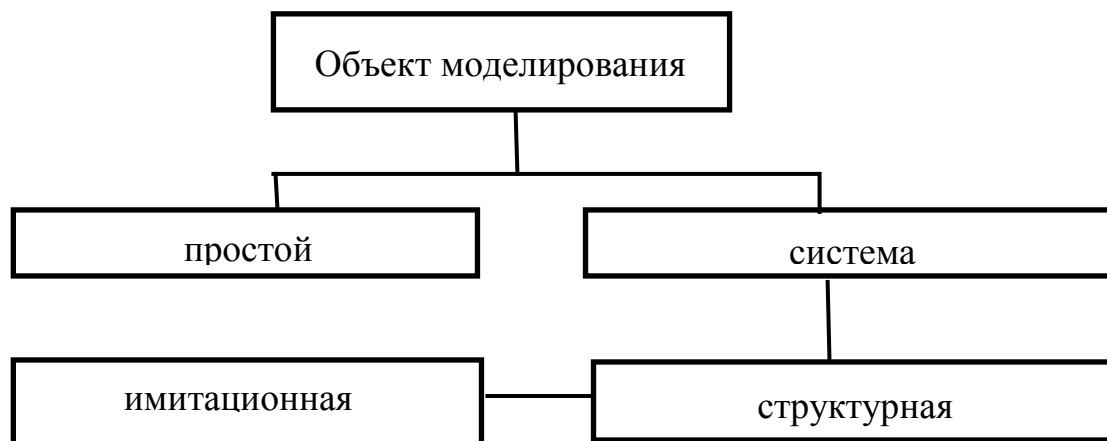 Объект моделирования
простой
система
имитационная
структурная